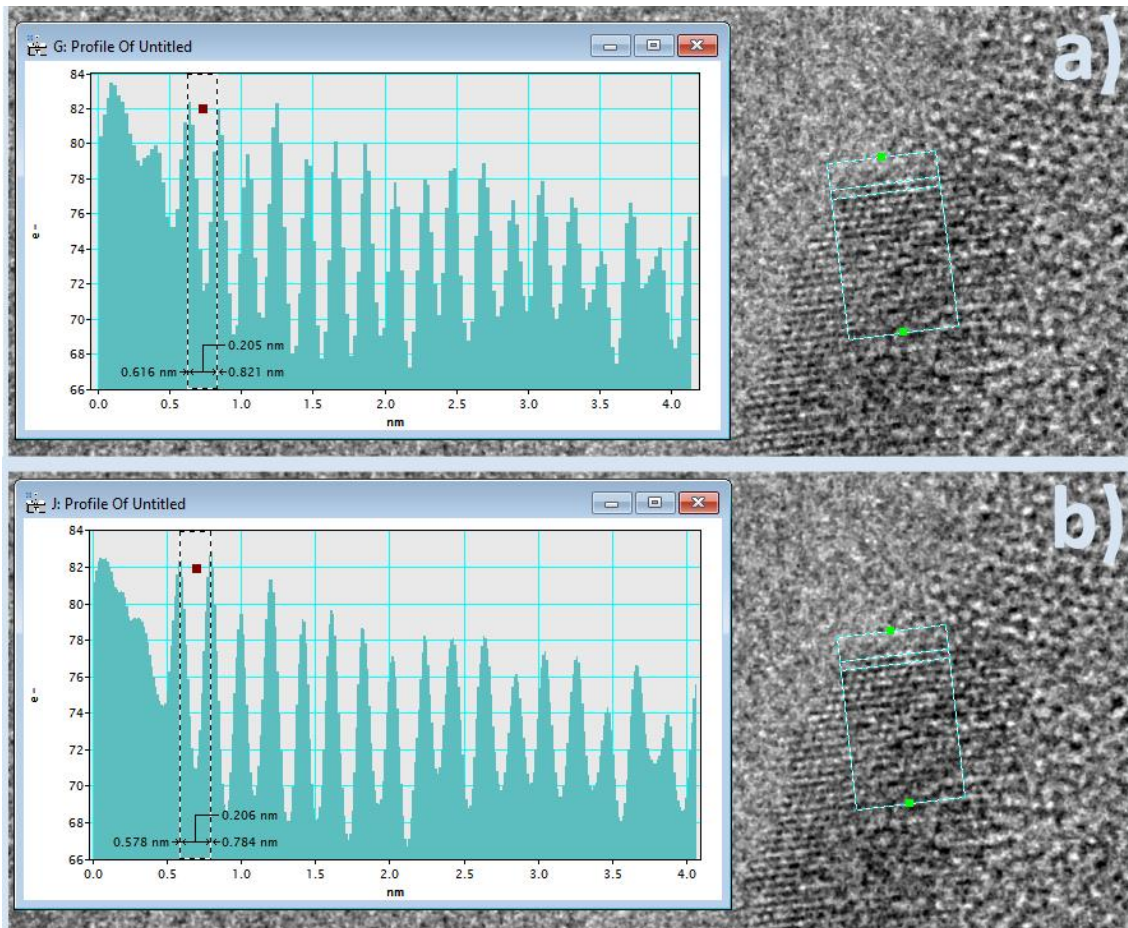 G: Profile Of Untitled
a)
84
82
80
78
76
74
72
70
68
66
e-
0.205 nm
0.616 nm
0.821 nm
0.0 0.5 1.0 1.5 2.0 2.5 3.0 3.5 4.0
nm
J: Profile Of Untitled
b)
84
82
80
78
76
74
72
70
68
66
e-
0.206 nm
0.578 nm
0.784 nm
0.0 0.5 1.0 1.5 2.0 2.5 3.0 3.5 4.0
nm